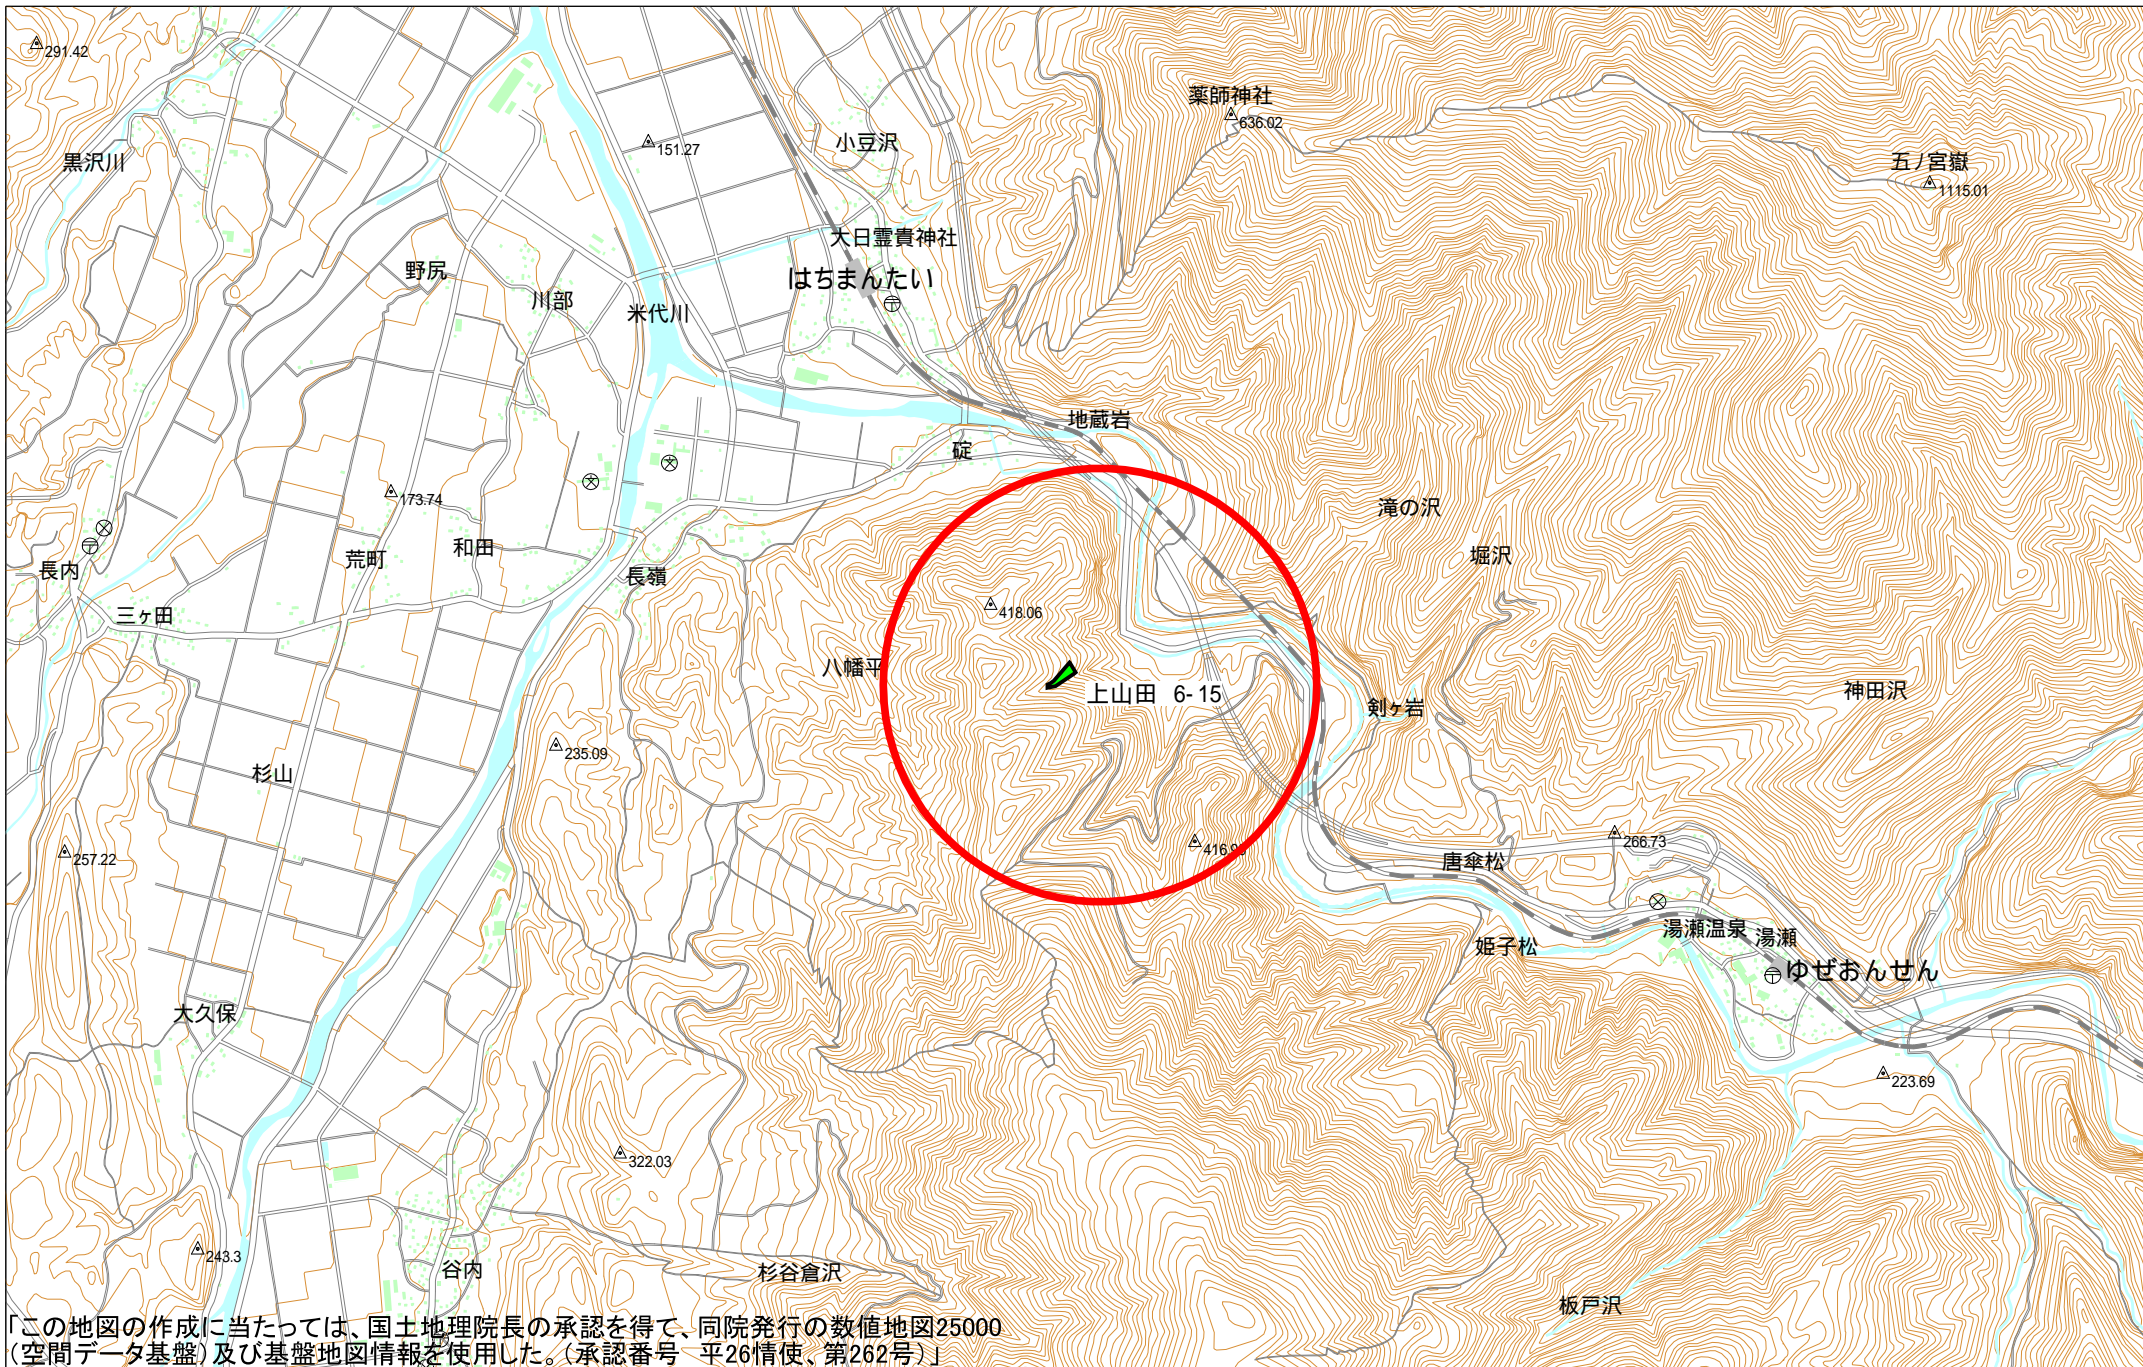 291.42
薬師神社
636.02
小豆沢
151.27
黒沢川
五ノ宮嶽
1115.01
大日霊貴神社
野尻
はちまんたい
川部
米代川
地蔵岩
碇
173.74
滝の沢
荒町
和田
堀沢
長内
長嶺
三ヶ田
418.06
八幡平
上山田 6-15
神田沢
剣ヶ岩
235.09
杉山
257.22
416.9
266.73
唐傘松
湯瀬温泉
湯瀬
姫子松
ゆぜおんせん
大久保
223.69
322.03
243.3
谷内
杉谷倉沢
板戸沢
「この地図の作成に当たっては、国土地理院長の承認を得て、同院発行の数値地図25000
(空間データ基盤)及び基盤地図情報を使用した。(承認番号 平26情使、第262号)」